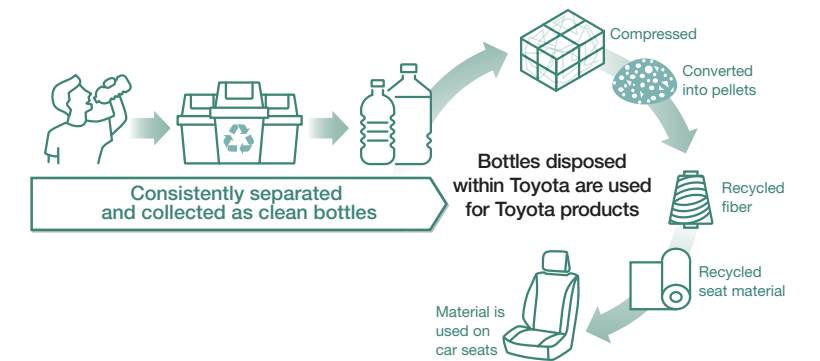 Consistently separated
and collected as clean bottles
Bottles disposed
within Toyota are used
for Toyota products
Compressed
Converted
into pellets
Recycled
fiber
Recycled
seat material
Material is
used on
car seats